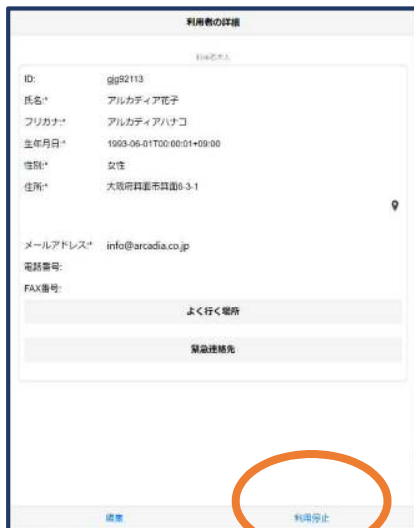 利用者の詳細
利用者本人
ID: gjg92113
氏名:* アルカディア花子
フリガナ:* アルカディアハナコ
生年月日:* 1993-06-01T00:00:01+09:00
性別:* 女性
住所:* 大阪府箕面市箕面6-3-1
メールアドレス:* info@arcadia.co.jp
電話番号:
FAX番号:
よく行く場所
緊急連絡先
編集 利用停止